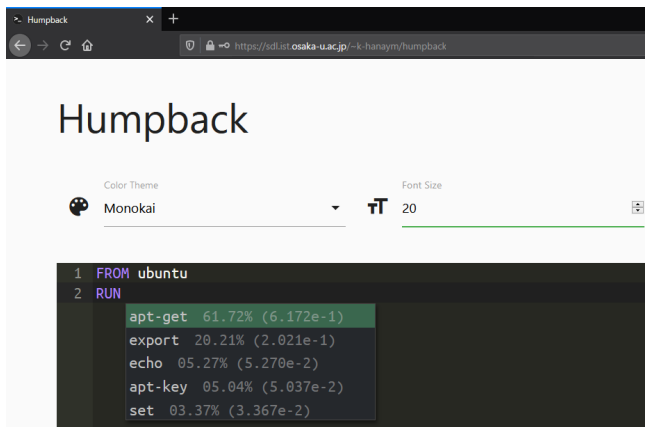 Humpback
https://sdl.ist.osaka-u.ac.jp/~k-hanaym/humpback
Humpback
Color Theme
Monokai
Font Size
20
1 FROM ubuntu
2 RUN
apt-get 61.72% (6.172e-1)
export 20.21% (2.021e-1)
echo 05.27% (5.270e-2)
apt-key 05.04% (5.037e-2)
set 03.37% (3.367e-2)